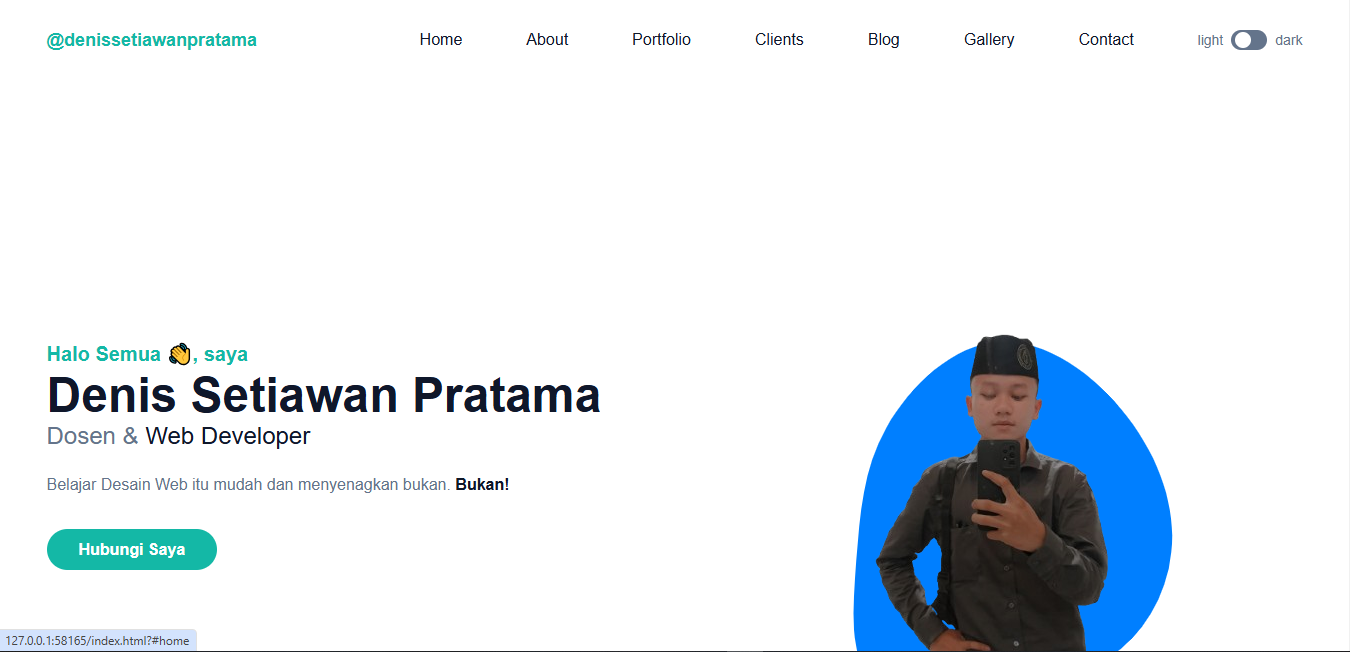 @denissetiawanpratama Home About Portfolio Clients Blog Gallery Contact light dark
Halo Semua 👋, saya
Denis Setiawan Pratama
Dosen & Web Developer
Belajar Desain Web itu mudah dan menyenagkan bukan. Bukan!
Hubungi Saya
127.0.0.1:58165/index.html?#home